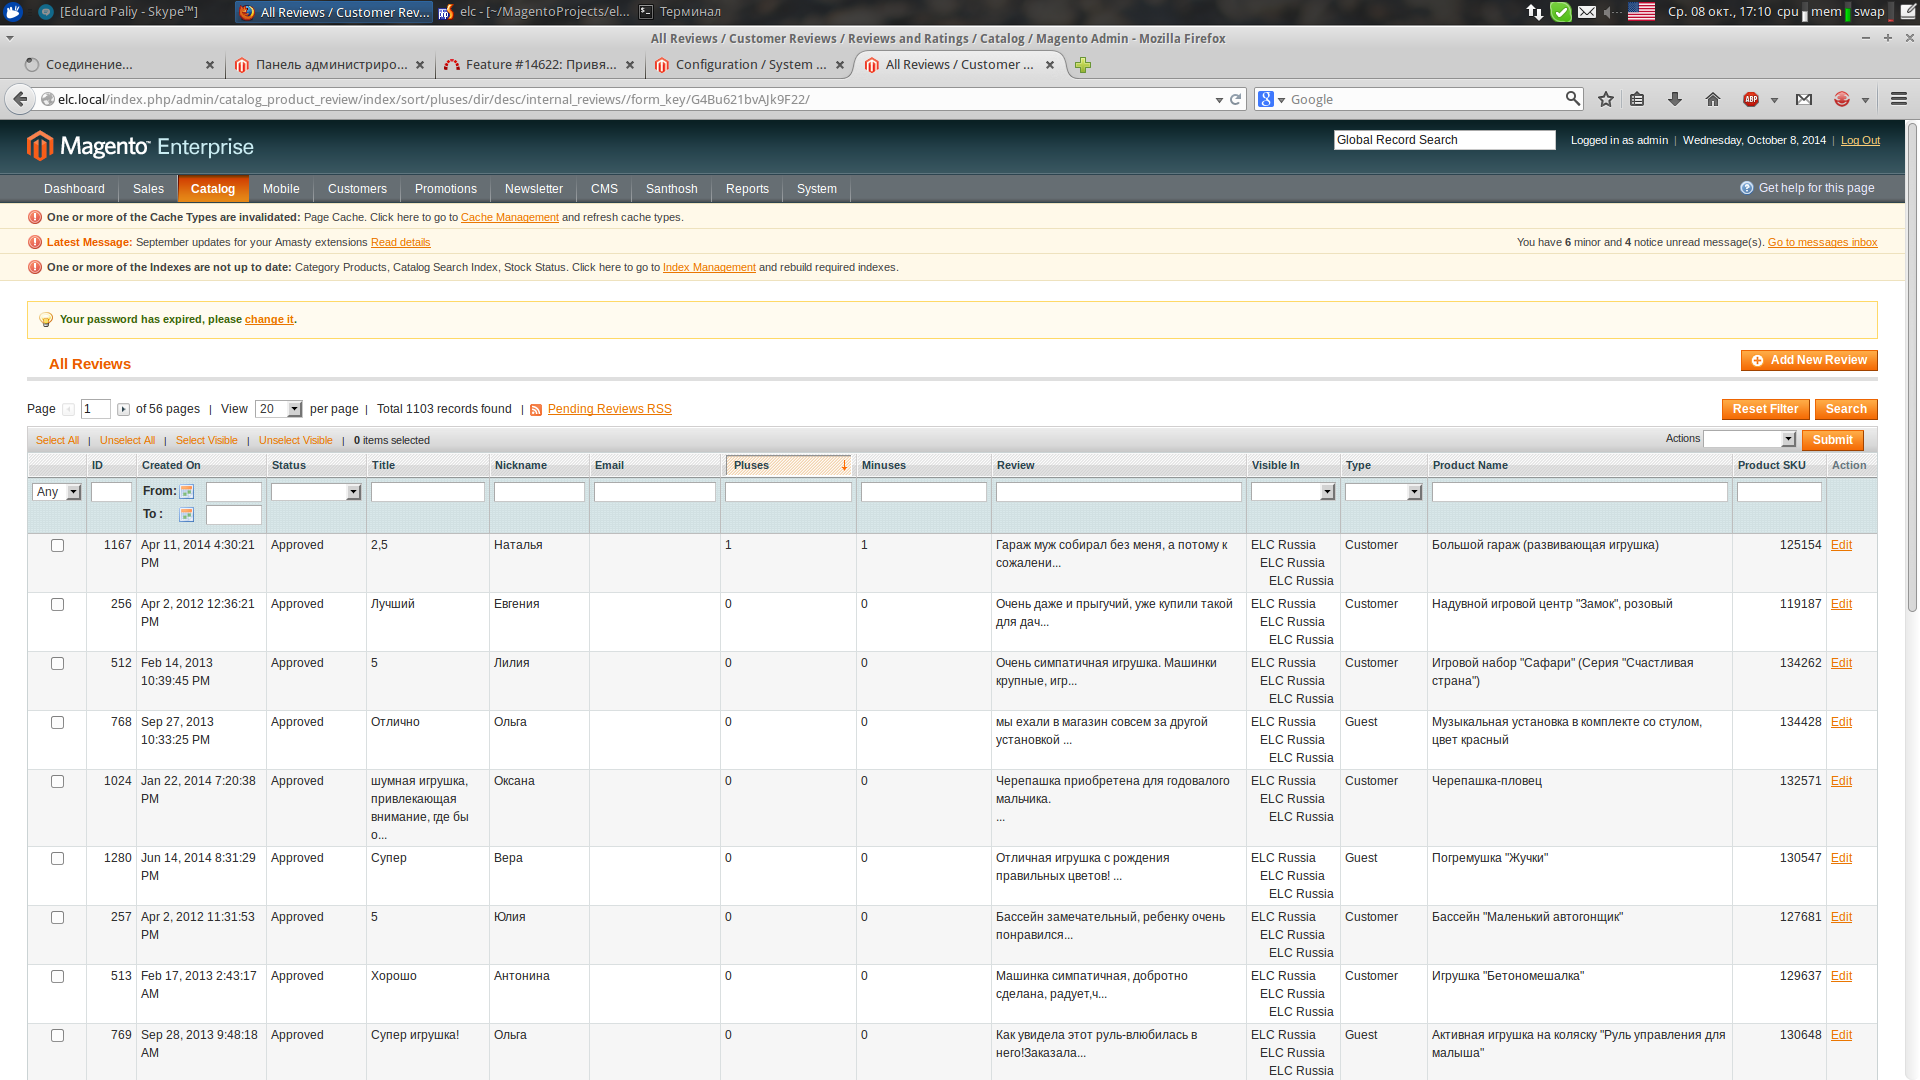 [Eduard Paliy - Skype™] All Reviews / Customer Rev... elc - [~/MagentoProjects/el... Терминал Ср. 08 окт., 17:10 cpu mem swap
All Reviews / Customer Reviews / Reviews and Ratings / Catalog / Magento Admin - Mozilla Firefox
Соединение... Панель администриро... Feature #14622: Привя... Configuration / System ... All Reviews / Customer ...
elc.local/index.php/admin/catalog_product_review/index/sort/pluses/dir/desc/internal_reviews//form_key/G4Bu621bvAJk9F22/ Google ABP
Magento™ Enterprise Global Record Search Logged in as admin | Wednesday, October 8, 2014 | Log Out
Dashboard Sales Catalog Mobile Customers Promotions Newsletter CMS Santhosh Reports System Get help for this page
One or more of the Cache Types are invalidated: Page Cache. Click here to go to Cache Management and refresh cache types.
Latest Message: September updates for your Amasty extensions Read details You have 6 minor and 4 notice unread message(s). Go to messages inbox
One or more of the Indexes are not up to date: Category Products, Catalog Search Index, Stock Status. Click here to go to Index Management and rebuild required indexes.
Your password has expired, please change it.
All Reviews Add New Review
Page 1 of 56 pages | View 20 per page | Total 1103 records found | Pending Reviews RSS Reset Filter Search
Select All | Unselect All | Select Visible | Unselect Visible | 0 items selected Actions Submit
ID Created On Status Title Nickname Email Pluses Minuses Review Visible In Type Product Name Product SKU Action
Any From:
To :
1167 Apr 11, 2014 4:30:21 Approved 2,5 Наталья 1 1 Гараж муж собирал без меня, а потому к ELC Russia Customer Большой гараж (развивающая игрушка) 125154 Edit
PM сожалени... ELC Russia
ELC Russia
256 Apr 2, 2012 12:36:21 Approved Лучший Евгения 0 0 Очень даже и прыгучий, уже купили такой ELC Russia Customer Надувной игровой центр "Замок", розовый 119187 Edit
PM для дач... ELC Russia
ELC Russia
512 Feb 14, 2013 Approved 5 Лилия 0 0 Очень симпатичная игрушка. Машинки ELC Russia Customer Игровой набор "Сафари" (Серия "Счастливая 134262 Edit
10:39:45 PM крупные, игр... ELC Russia страна")
ELC Russia
768 Sep 27, 2013 Approved Отлично Ольга 0 0 мы ехали в магазин совсем за другой ELC Russia Guest Музыкальная установка в комплекте со стулом, 134428 Edit
10:33:25 PM установкой ... ELC Russia цвет красный
ELC Russia
1024 Jan 22, 2014 7:20:38 Approved шумная игрушка, Оксана 0 0 Черепашка приобретена для годовалого ELC Russia Customer Черепашка-пловец 132571 Edit
PM привлекающая мальчика. ELC Russia
внимание, где бы ... ELC Russia
о...
1280 Jun 14, 2014 8:31:29 Approved Супер Вера 0 0 Отличная игрушка с рождения ELC Russia Guest Погремушка "Жучки" 130547 Edit
PM правильных цветов! ... ELC Russia
ELC Russia
257 Apr 2, 2012 11:31:53 Approved 5 Юлия 0 0 Бассейн замечательный, ребенку очень ELC Russia Customer Бассейн "Маленький автогонщик" 127681 Edit
PM понравился... ELC Russia
ELC Russia
513 Feb 17, 2013 2:43:17 Approved Хорошо Антонина 0 0 Машинка симпатичная, добротно ELC Russia Customer Игрушка "Бетономешалка" 129637 Edit
AM сделана, радует,ч... ELC Russia
ELC Russia
769 Sep 28, 2013 9:48:18 Approved Супер игрушка! Ольга 0 0 Как увидела этот руль-влюбилась в ELC Russia Guest Активная игрушка на коляску "Руль управления для 130648 Edit
AM него!Заказала... ELC Russia малыша"
ELC Russia